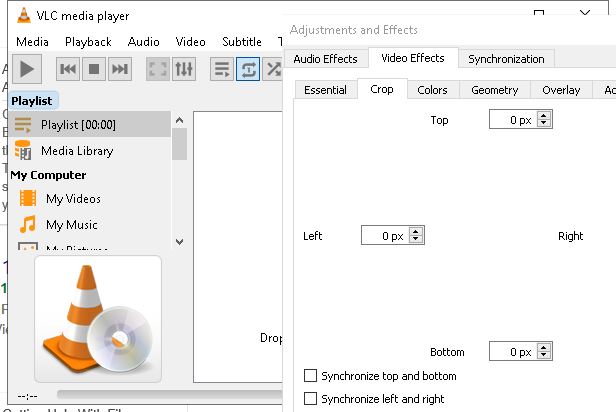 VLC media player
Media Playback Audio Video Subtitle T
Playlist
Playlist [00:00]
Media Library
My Computer
My Videos
My Music
My Pictures
Drop
--:--
Adjustments and Effects
Audio Effects Video Effects Synchronization
Essential Crop Colors Geometry Overlay
Top 0 px
Left 0 px Right
Bottom 0 px
Synchronize top and bottom
Synchronize left and right